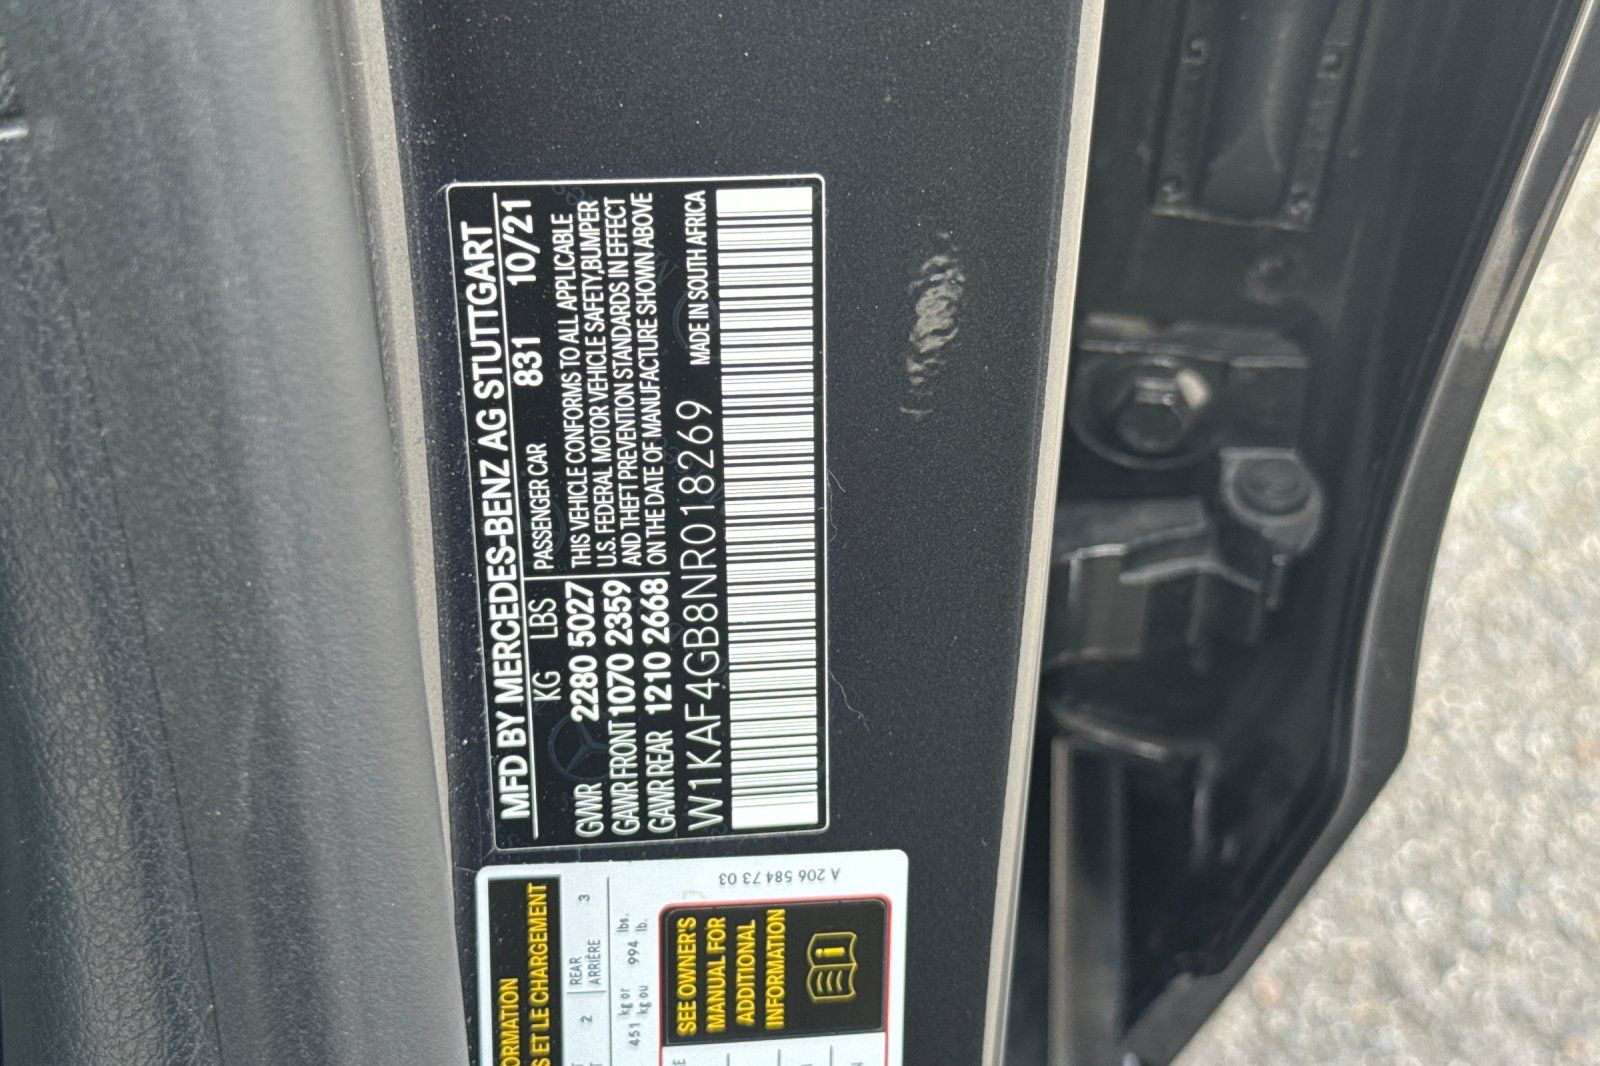 MFD BY MERCEDES-BENZ AG STUTTGART
KG LBS PASSENGER CAR 831 10/21
GVWR 2280 5027 THIS VEHICLE CONFORMS TO ALL APPLICABLE
GAWR FRONT 1070 2359 U.S. FEDERAL MOTOR VEHICLE SAFETY,BUMPER
GAWR REAR 1210 2668 AND THEFT PREVENTION STANDARDS IN EFFECT
ON THE DATE OF MANUFACTURE SHOWN ABOVE
W1KAF4GB8NR018269 MADE IN SOUTH AFRICA
ORMATION
S ET LE CHARGEMENT
2 REAR 3
ARRIÈRE
451 kg or 994 lbs.
kg ou lb.
SEE OWNER'S
MANUAL FOR
ADDITIONAL
INFORMATION
A 206 584 73 03